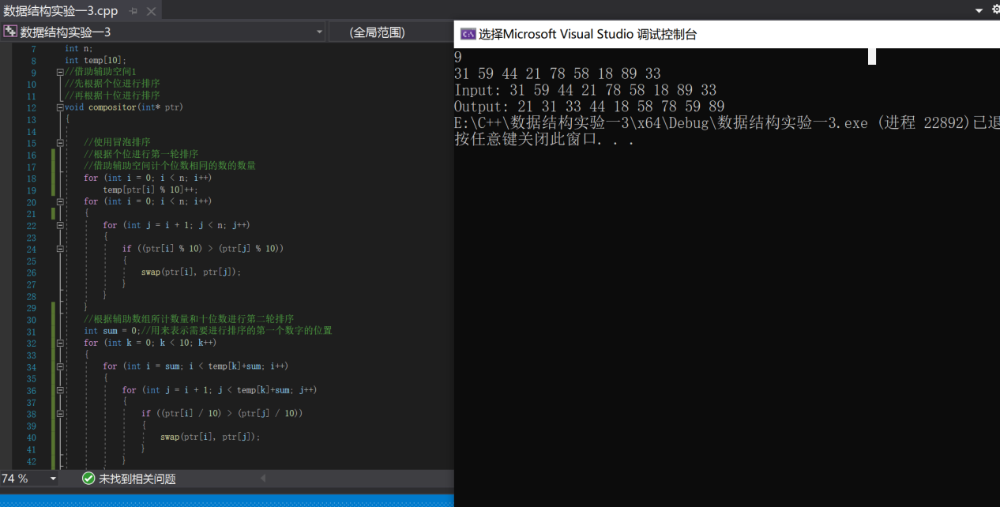 数据结构实验一3.cpp
数据结构实验一3
(全局范围)
7 int n;
8 int temp[10];
9 //借助辅助空间1
10 //先根据个位进行排序
11 //再根据十位进行排序
12 void compositor(int* ptr)
13 {
14
15 //使用冒泡排序
16 //根据个位进行第一轮排序
17 //借助辅助空间计个位数相同的数的数量
18 for (int i = 0; i < n; i++)
19 temp[ptr[i] % 10]++;
20 for (int i = 0; i < n; i++)
21 {
22 for (int j = i + 1; j < n; j++)
23 {
24 if ((ptr[i] % 10) > (ptr[j] % 10))
25 {
26 swap(ptr[i], ptr[j]);
27 }
28 }
29 }
30 //根据辅助数组所计数量和十位数进行第二轮排序
31 int sum = 0;//用来表示需要进行排序的第一个数字的位置
32 for (int k = 0; k < 10; k++)
33 {
34 for (int i = sum; i < temp[k]+sum; i++)
35 {
36 for (int j = i + 1; j < temp[k]+sum; j++)
37 {
38 if ((ptr[i] / 10) > (ptr[j] / 10))
39 {
40 swap(ptr[i], ptr[j]);
41 }
42 }
74 %
未找到相关问题
C:\
选择Microsoft Visual Studio 调试控制台
9
31 59 44 21 78 58 18 89 33
Input: 31 59 44 21 78 58 18 89 33
Output: 21 31 33 44 18 58 78 59 89
E:\C++\数据结构实验一3\x64\Debug\数据结构实验一3.exe (进程 22892)已退
按任意键关闭此窗口. . .